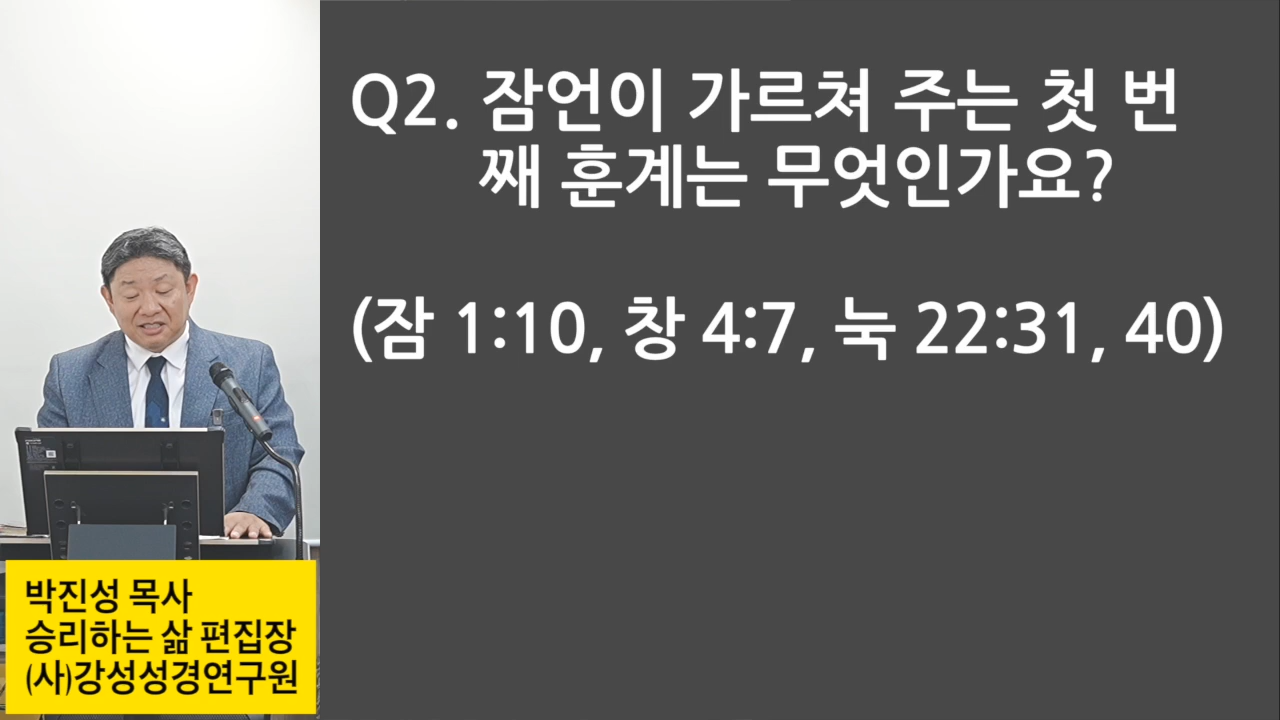 Q2. 잠언이 가르쳐 주는 첫 번
째 훈계는 무엇인가요?
(잠 1:10, 창 4:7, 눅 22:31, 40)
박진성 목사
승리하는 삶 편집장
(사)강성성경연구원